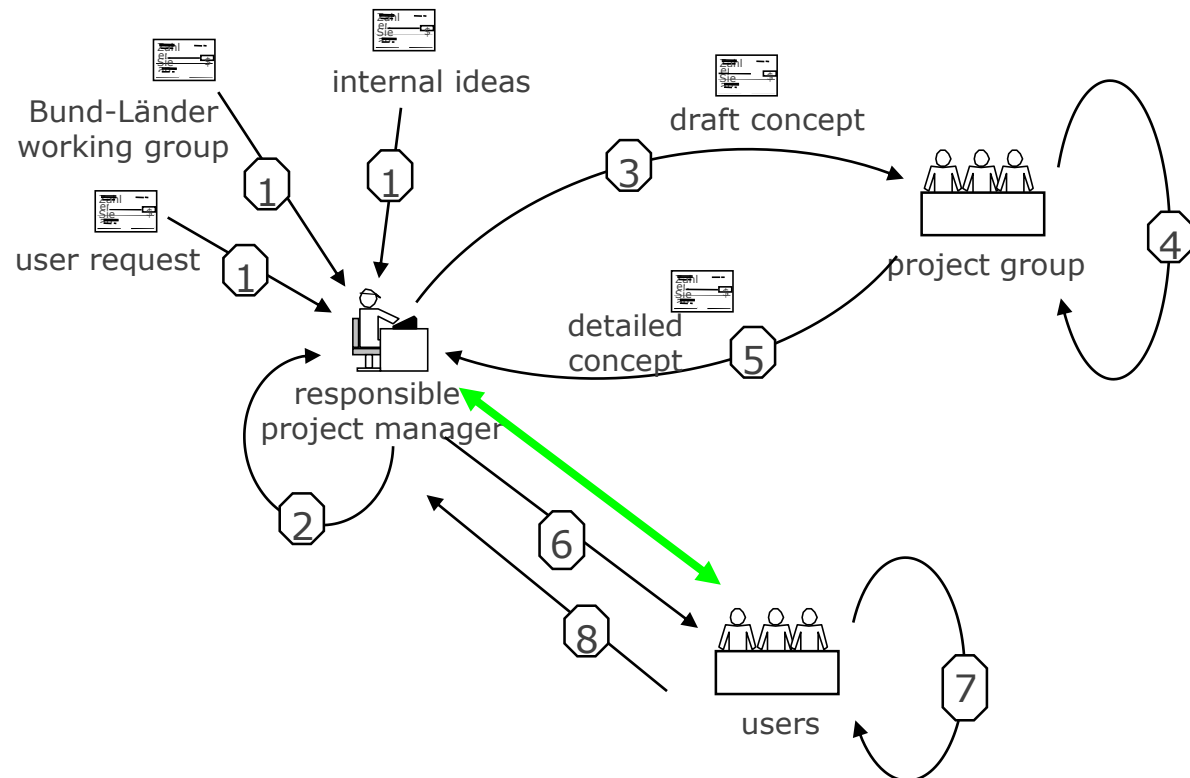 internal ideas
Bund-Länder
working group
draft concept
1
1
3
user request
1
4
project group
detailed
concept
5
responsible
project manager
2
6
8
7
users